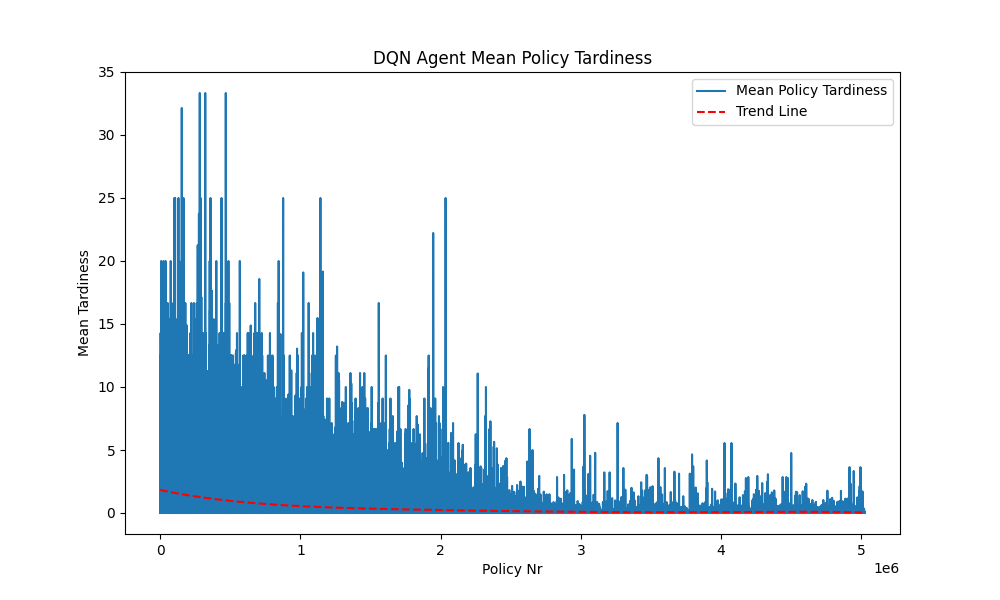 DQN Agent Mean Policy Tardiness
Mean Policy Tardiness
Trend Line
Mean Tardiness
35
30
25
20
15
10
5
0
0 1 2 3 4 5
1e6
Policy Nr